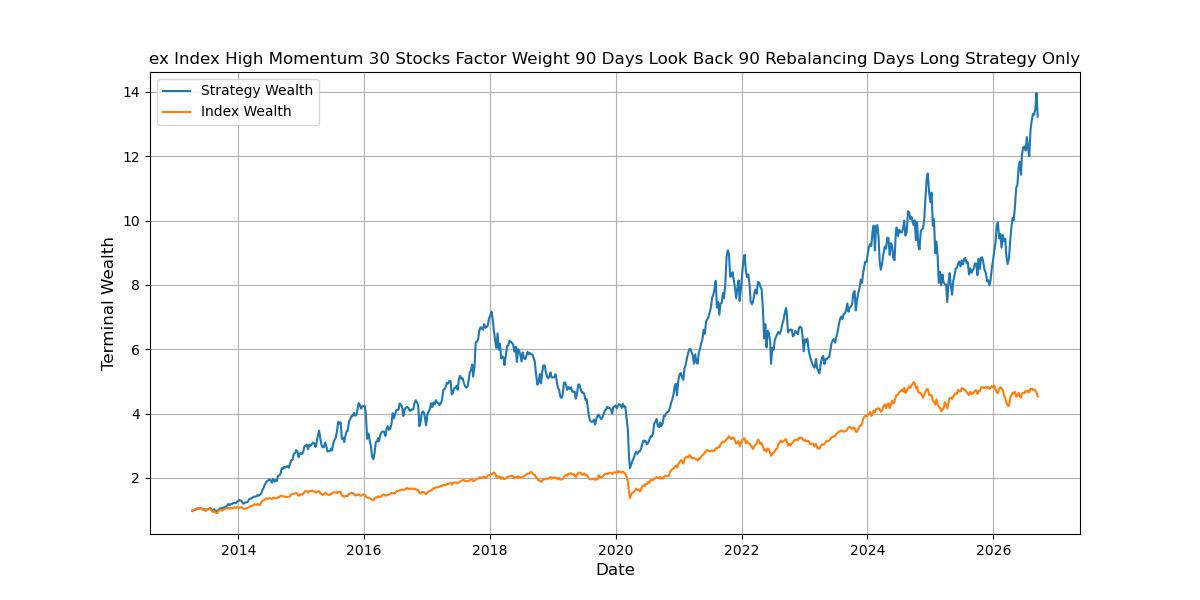 ex Index High Momentum 30 Stocks Factor Weight 90 Days Look Back 90 Rebalancing Days Long Strategy Only
Strategy Wealth
Index Wealth
14
12
10
8
6
4
2
Terminal Wealth
2014 2016 2018 2020 2022 2024 2026
Date